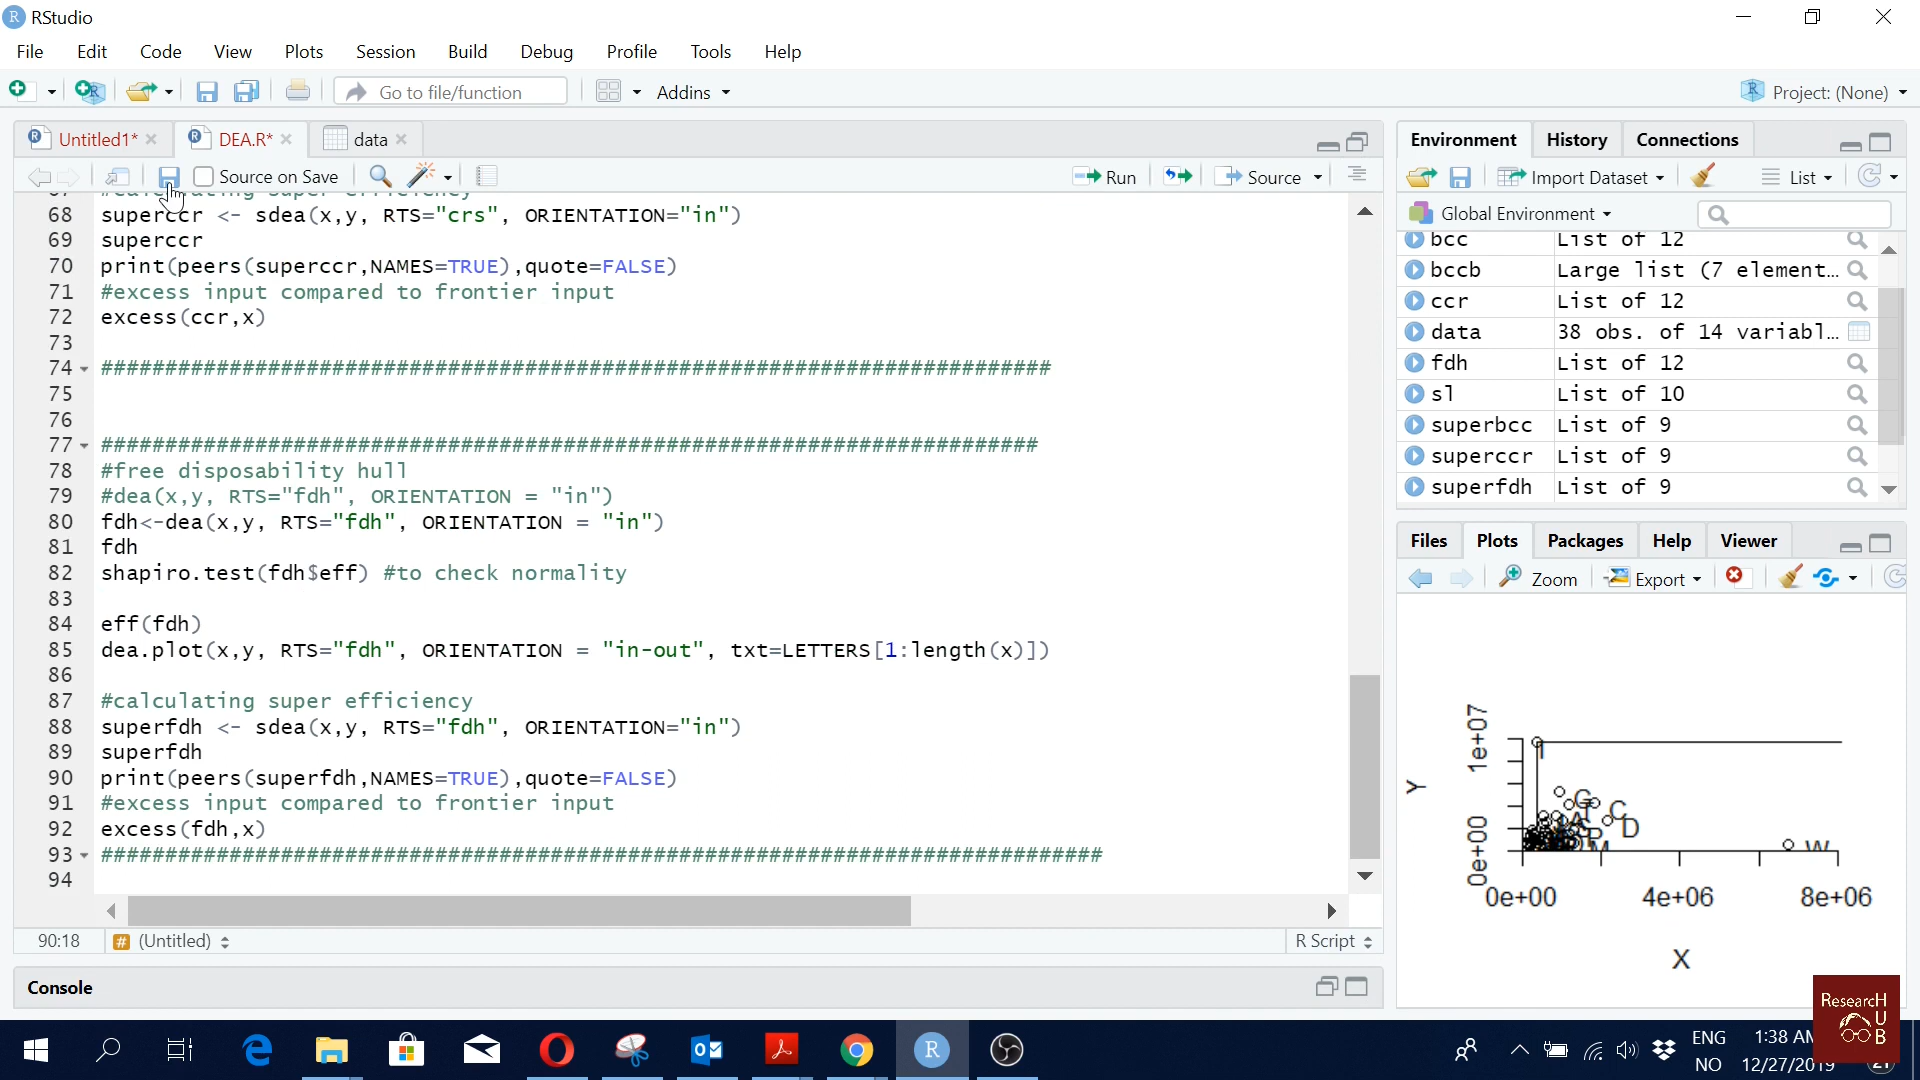 RStudio
File Edit Code View Plots Session Build Debug Profile Tools Help
Go to file/function Addins Project: (None)
Untitled1* DEA.R* data
Source on Save Run Source
67 #calculating super efficiency
68 superccr <- sdea(x,y, RTS="crs", ORIENTATION="in")
69 superccr
70 print(peers(superccr,NAMES=TRUE),quote=FALSE)
71 #excess input compared to frontier input
72 excess(ccr,x)
73
74 ##########################################################################
75
76
77 #########################################################################
78 #free disposability hull
79 #dea(x,y, RTS="fdh", ORIENTATION = "in")
80 fdh<-dea(x,y, RTS="fdh", ORIENTATION = "in")
81 fdh
82 shapiro.test(fdh$eff) #to check normality
83
84 eff(fdh)
85 dea.plot(x,y, RTS="fdh", ORIENTATION = "in-out", txt=LETTERS[1:length(x)])
86
87 #calculating super efficiency
88 superfdh <- sdea(x,y, RTS="fdh", ORIENTATION="in")
89 superfdh
90 print(peers(superfdh,NAMES=TRUE),quote=FALSE)
91 #excess input compared to frontier input
92 excess(fdh,x)
93 ##############################################################################
94
90:18 # (Untitled) R Script
Console
Environment History Connections
Import Dataset List
Global Environment
bcc List of 12
bccb Large list (7 element...
ccr List of 12
data 38 obs. of 14 variabl...
fdh List of 12
sl List of 10
superbcc List of 9
superccr List of 9
superfdh List of 9
Files Plots Packages Help Viewer
Zoom Export
Y
0e+00 1e+07
I
G
C
D
W
0e+00 4e+06 8e+06
X
ResearcH
U
B
ENG
NO
1:38 AM
12/27/2019
21